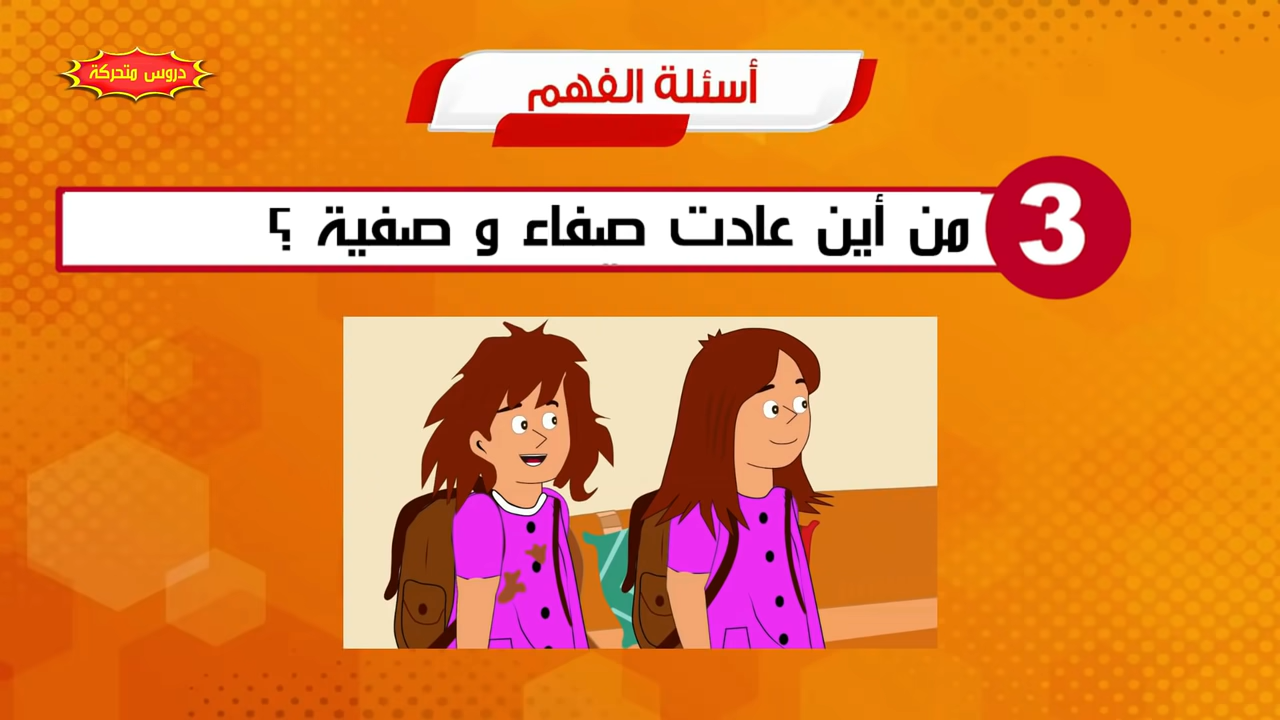 دروس متحركة
أسئلة الفهم
3
من أين عادت صفاء و صفية ؟